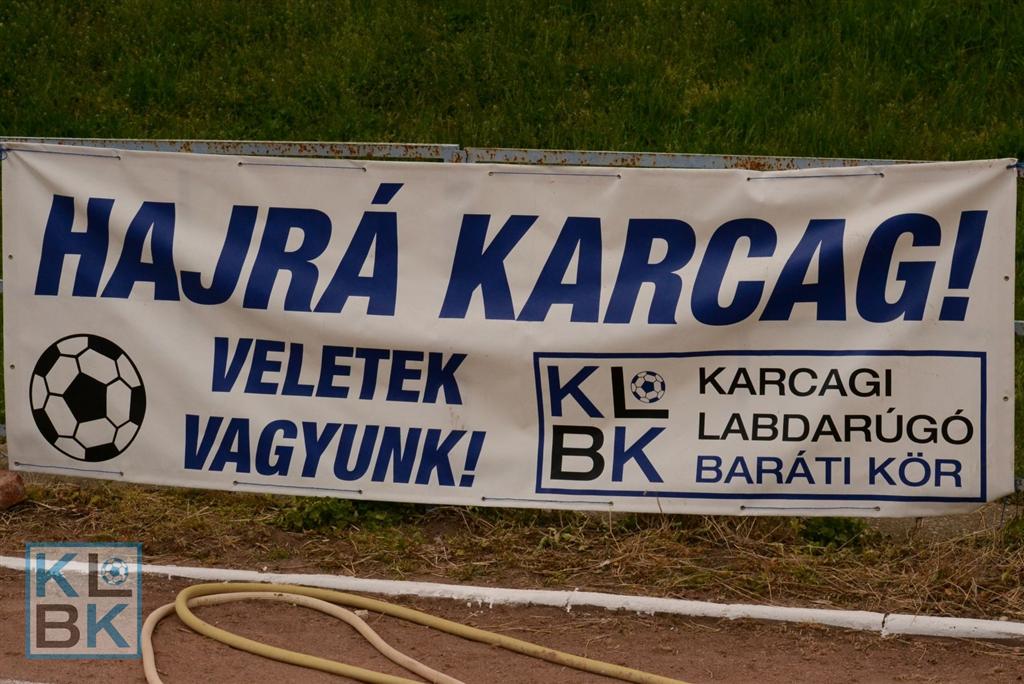 HAJRÁ KARCAG!
VELETEK
VAGYUNK!
KL
BK
KARCAGI
LABDARÚGÓ
BARÁTI KÖR
KL
BK